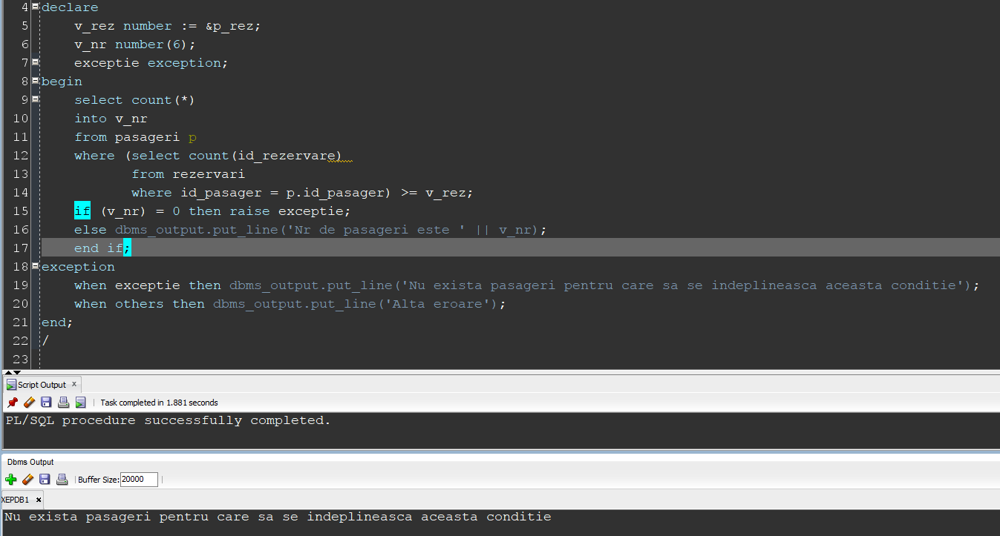 4 declare
5 v_rez number := &p_rez;
6 v_nr number(6);
7 exceptie exception;
8 begin
9 select count(*)
10 into v_nr
11 from pasageri p
12 where (select count(id_rezervare)
13 from rezervari
14 where id_pasager = p.id_pasager) >= v_rez;
15 if (v_nr) = 0 then raise exceptie;
16 else dbms_output.put_line('Nr de pasageri este ' || v_nr);
17 end if;
18 exception
19 when exceptie then dbms_output.put_line('Nu exista pasageri pentru care sa se indeplineasca aceasta conditie');
20 when others then dbms_output.put_line('Alta eroare');
21 end;
22 /
23
Script Output x
Task completed in 1.881 seconds
PL/SQL procedure successfully completed.
Dbms Output
Buffer Size: 20000
XEPDB1 x
Nu exista pasageri pentru care sa se indeplineasca aceasta conditie